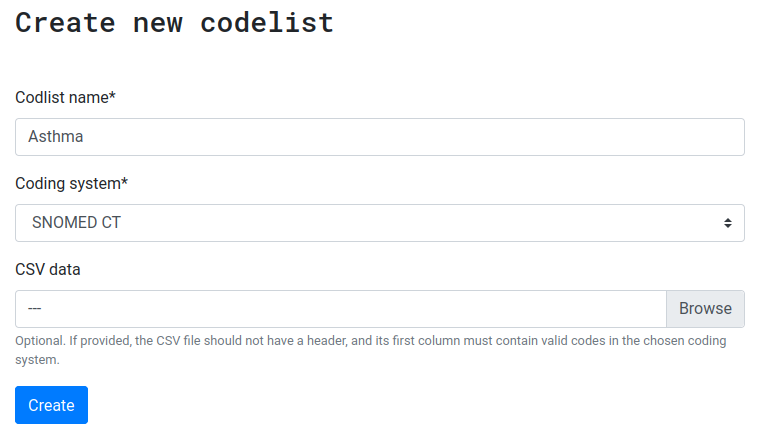 Create new codelist
Codlist name*
Asthma
Coding system*
SNOMED CT
CSV data
---
Browse
Optional. If provided, the CSV file should not have a header, and its first column must contain valid codes in the chosen coding
system.
Create